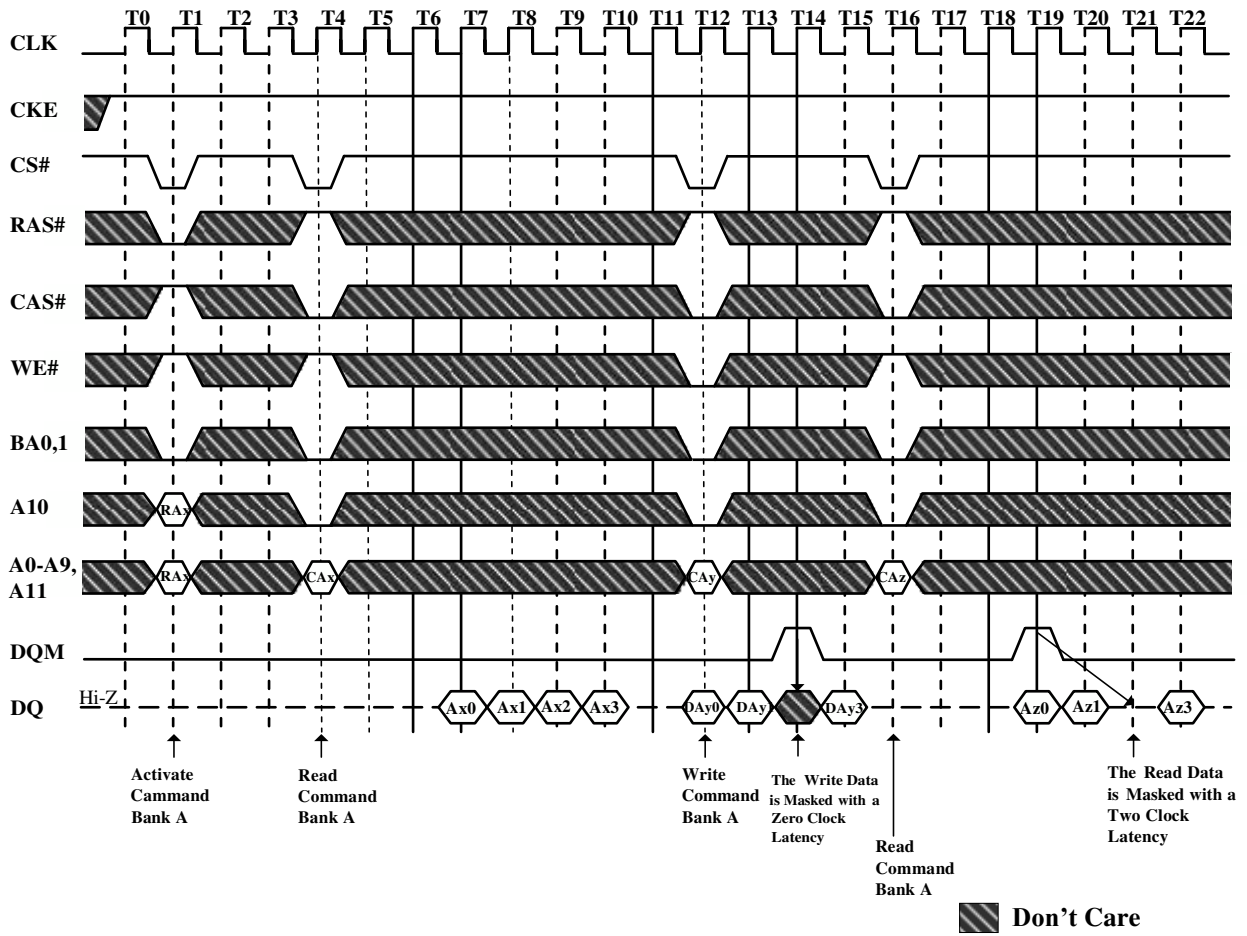 T0 T1 T2 T3 T4 T5 T6 T7 T8 T9 T10 T11 T12 T13 T14 T15 T16 T17 T18 T19 T20 T21 T22
CLK
CKE
CS#
RAS#
CAS#
WE#
BA0,1
A10
RAx
A0-A9,
A11
RAx CAx CAy CAz
DQM
DQ
Hi-Z
Ax0 Ax1 Ax2 Ax3 DAy0 DAy DAy3 Az0 Az1 Az3
Activate
Cammand
Bank A
Read
Command
Bank A
Write
Command
Bank A
The Write Data
is Masked with a
Zero Clock
Latency
Read
Command
Bank A
The Read Data
is Masked with a
Two Clock
Latency
Don't Care